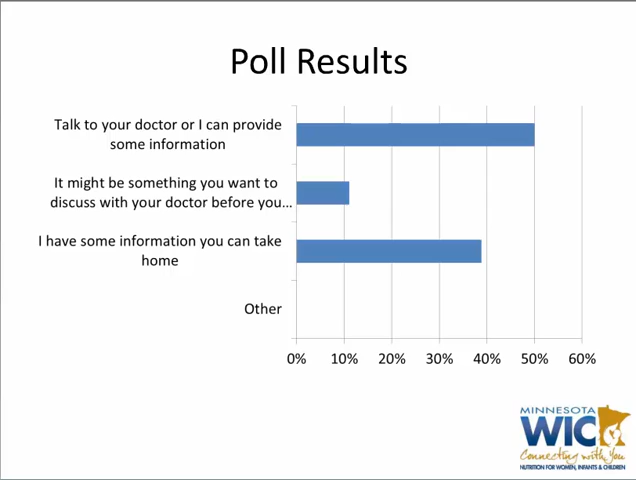 Poll Results
Talk to your doctor or I can provide
some information
It might be something you want to
discuss with your doctor before you...
I have some information you can take
home
Other
0% 10% 20% 30% 40% 50% 60%
MINNESOTA
WIC
Connecting with You
NUTRITION FOR WOMEN, INFANTS & CHILDREN